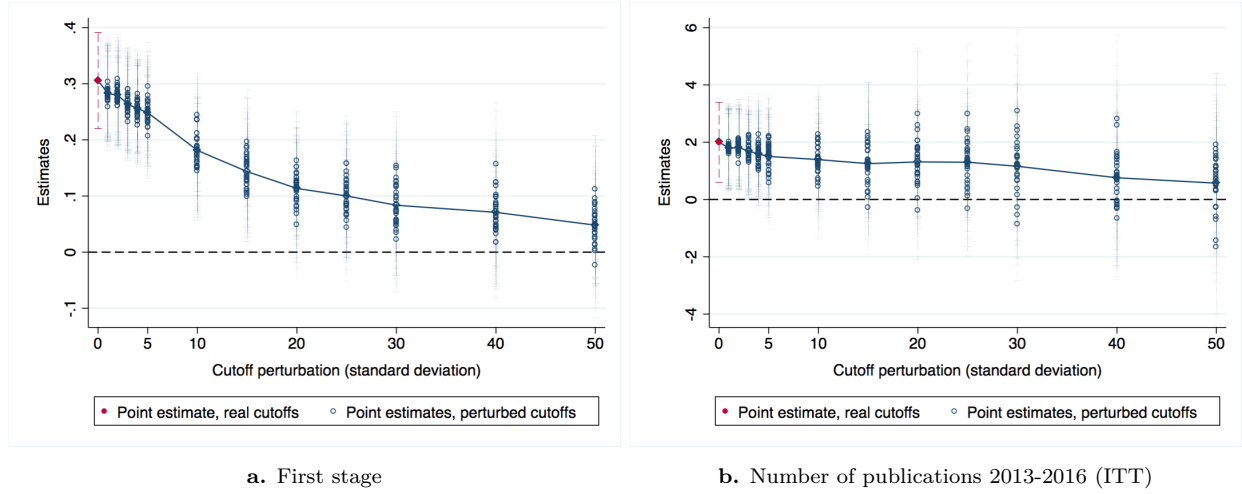 .4
.3
.2
.1
0
-.1
Estimates
0
5
10
20
30
40
50
Cutoff perturbation (standard deviation)
Point estimate, real cutoffs
Point estimates, perturbed cutoffs
a. First stage
6
4
2
0
-2
-4
Estimates
0
5
10
20
30
40
50
Cutoff perturbation (standard deviation)
Point estimate, real cutoffs
Point estimates, perturbed cutoffs
b. Number of publications 2013-2016 (ITT)